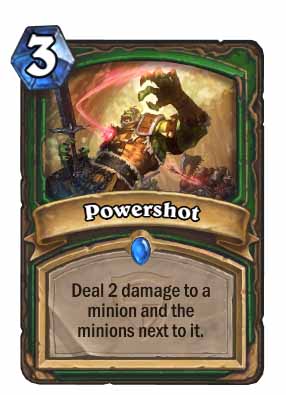 3
Powershot
Deal 2 damage to a
minion and the
minions next to it.